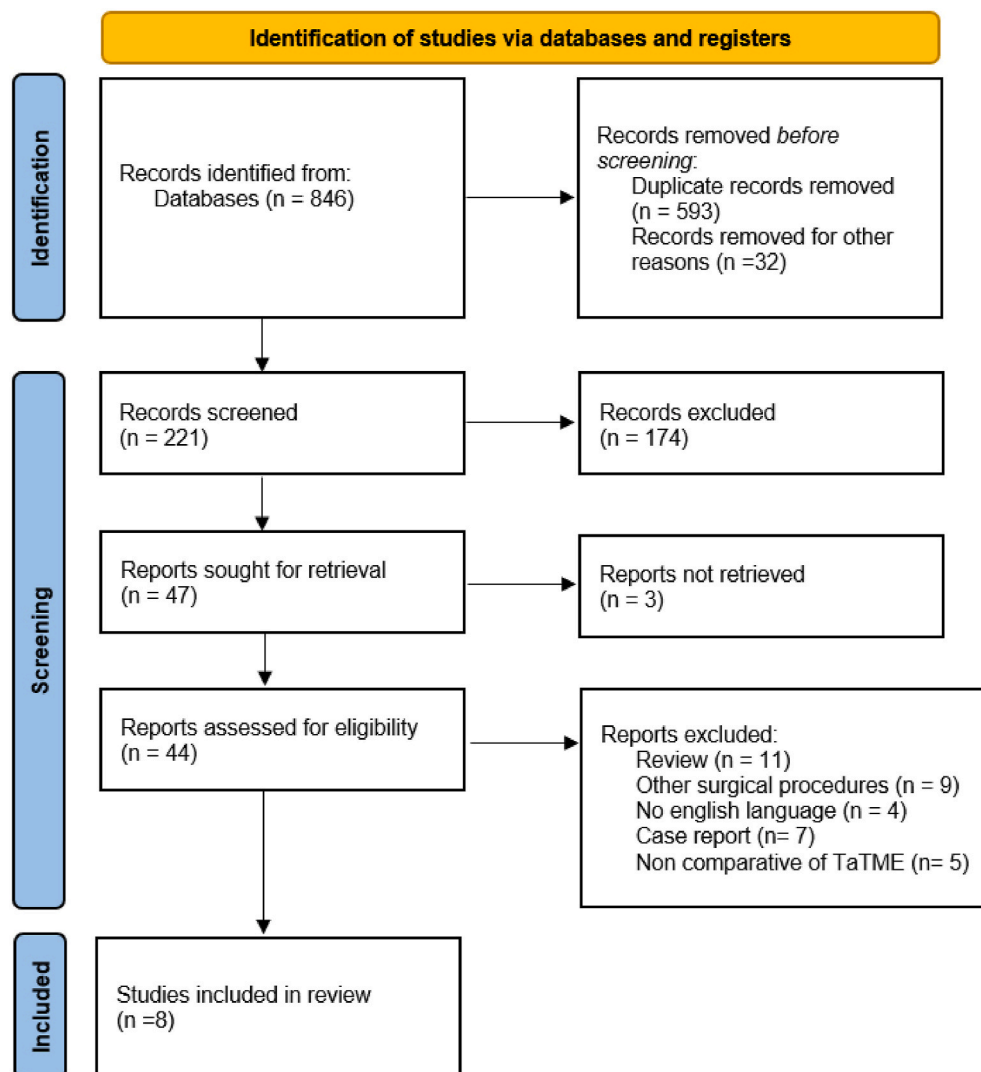 Identification of studies via databases and registers
Identification
Records identified from:
Databases (n = 846)
Records removed before
screening:
Duplicate records removed
(n = 593)
Records removed for other
reasons (n =32)
Screening
Records screened
(n = 221)
Records excluded
(n = 174)
Reports sought for retrieval
(n = 47)
Reports not retrieved
(n = 3)
Reports assessed for eligibility
(n = 44)
Reports excluded:
Review (n = 11)
Other surgical procedures (n = 9)
No english language (n = 4)
Case report (n= 7)
Non comparative of TaTME (n= 5)
Included
Studies included in review
(n =8)